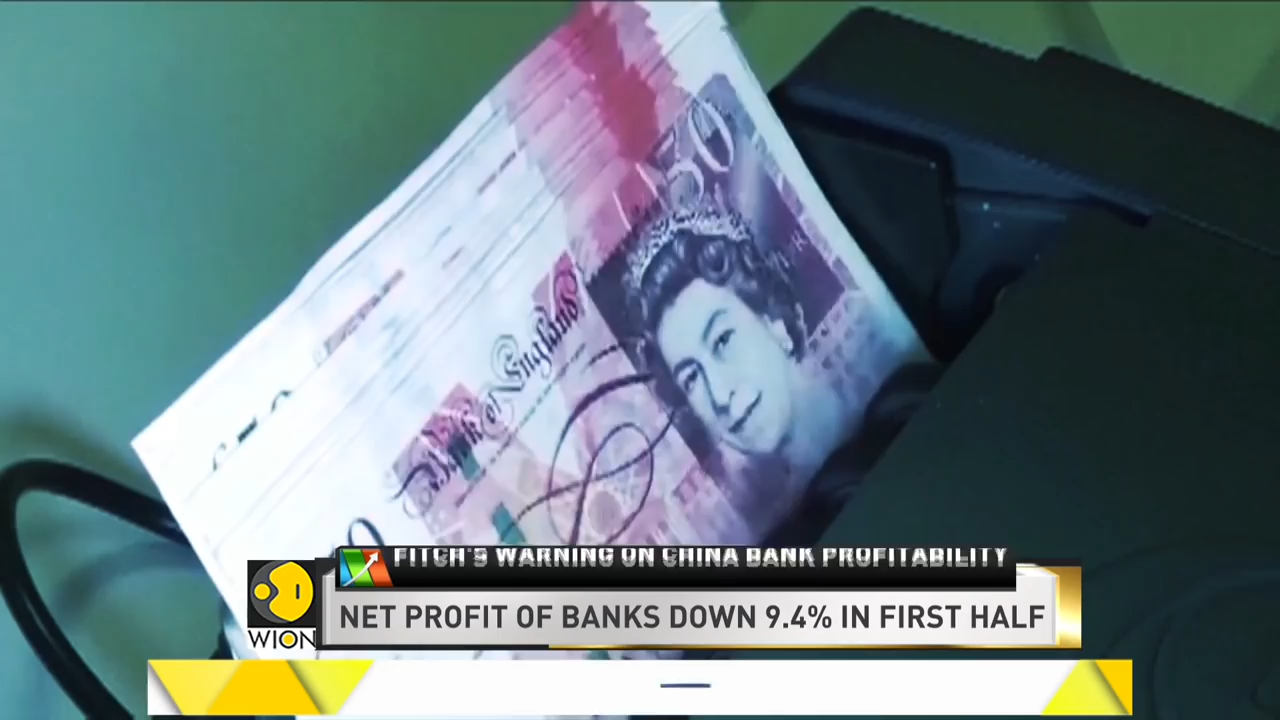 50
Bank of England
FITCH'S WARNING ON CHINA BANK PROFITABILITY
NET PROFIT OF BANKS DOWN 9.4% IN FIRST HALF
WION